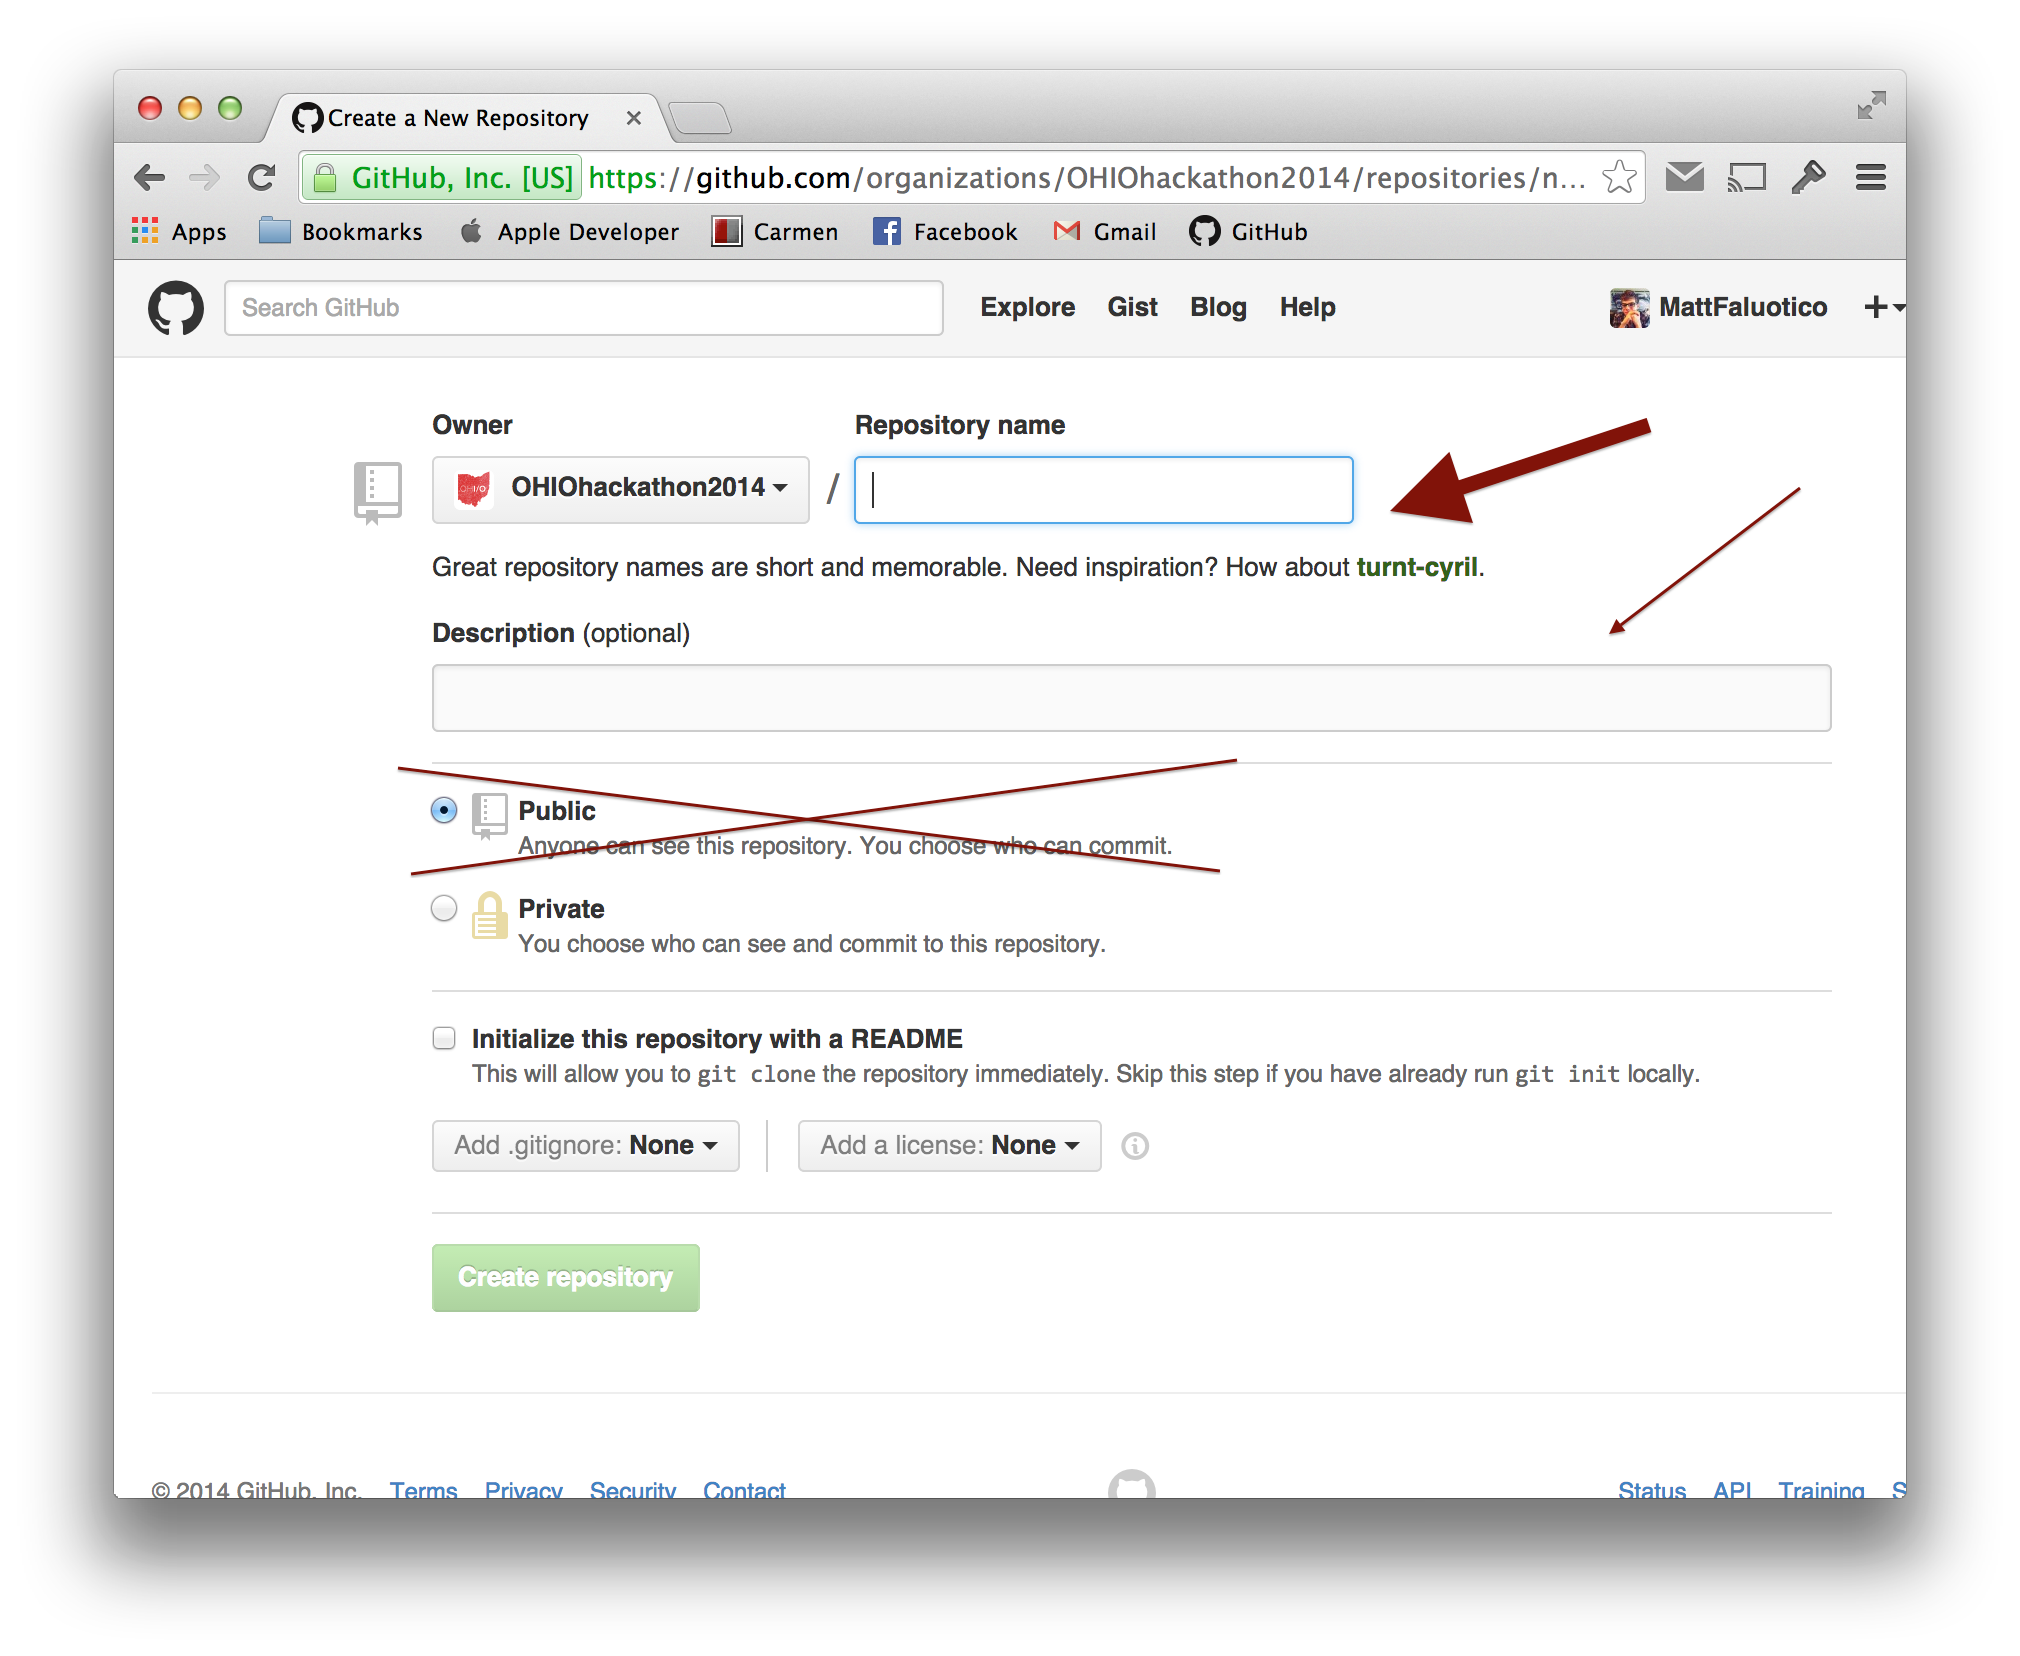 Create a New Repository
GitHub, Inc. [US] https://github.com/organizations/OHIOhackathon2014/repositories/n...
Apps Bookmarks Apple Developer Carmen Facebook Gmail GitHub
Search GitHub Explore Gist Blog Help MattFaluotico
Owner Repository name
OHI/O OHIOhackathon2014 /
Great repository names are short and memorable. Need inspiration? How about turnt-cyril.
Description (optional)
Public
Anyone can see this repository. You choose who can commit.
Private
You choose who can see and commit to this repository.
Initialize this repository with a README
This will allow you to git clone the repository immediately. Skip this step if you have already run git init locally.
Add .gitignore: None Add a license: None
Create repository
© 2014 GitHub, Inc. Terms Privacy Security Contact Status API Training S